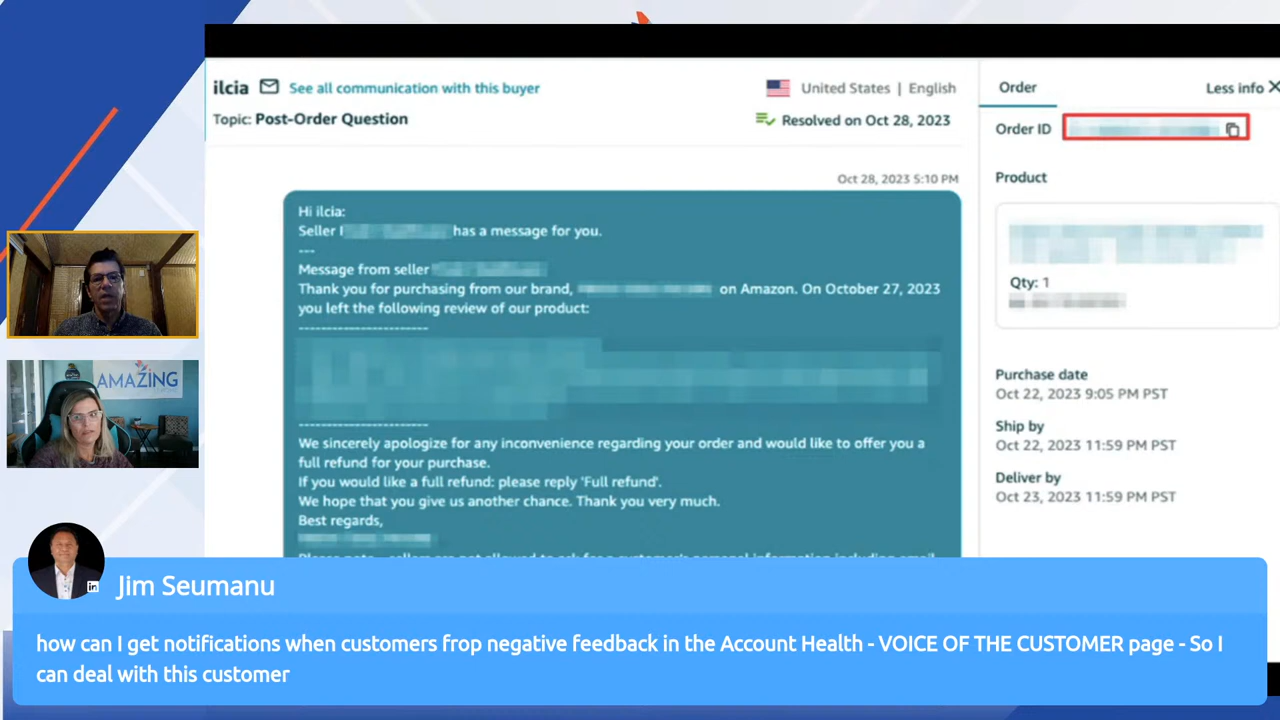 ilcia See all communication with this buyer
United States | English
Topic: Post-Order Question
Resolved on Oct 28, 2023
Order
Less info
Order ID
Product
Qty: 1
Purchase date
Oct 22, 2023 9:05 PM PST
Ship by
Oct 22, 2023 11:59 PM PST
Deliver by
Oct 23, 2023 11:59 PM PST
Oct 28, 2023 5:10 PM
Hi ilcia:
Seller has a message for you.
---
Message from seller
Thank you for purchasing from our brand, on Amazon. On October 27, 2023
you left the following review of our product:
----------------------
----------------------
We sincerely apologize for any inconvenience regarding your order and would like to offer you a
full refund for your purchase.
If you would like a full refund: please reply 'Full refund'.
We hope that you give us another chance. Thank you very much.
Best regards,
AMAZING
in
Jim Seumanu
how can I get notifications when customers frop negative feedback in the Account Health - VOICE OF THE CUSTOMER page - So I
can deal with this customer